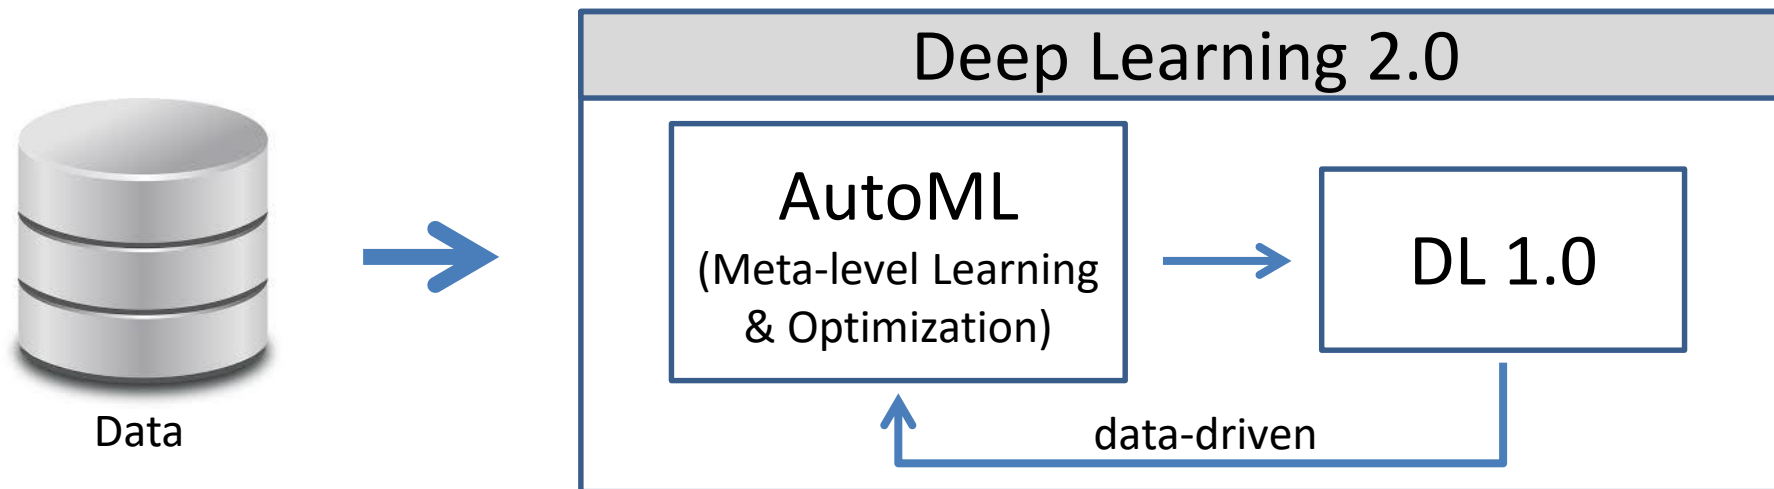 Deep Learning 2.0
AutoML
(Meta-level Learning
& Optimization)
DL 1.0
data-driven
Data